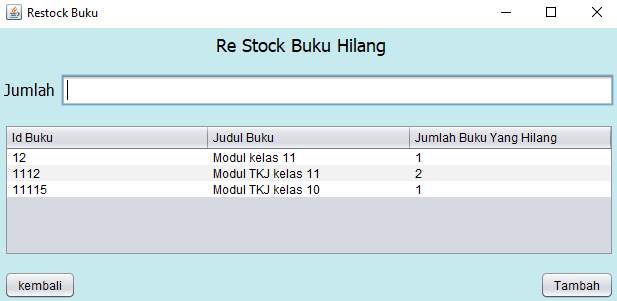 Restock Buku
Re Stock Buku Hilang
Jumlah
Id Buku Judul Buku Jumlah Buku Yang Hilang
12 Modul kelas 11 1
1112 Modul TKJ kelas 11 2
11115 Modul TKJ kelas 10 1
kembali Tambah